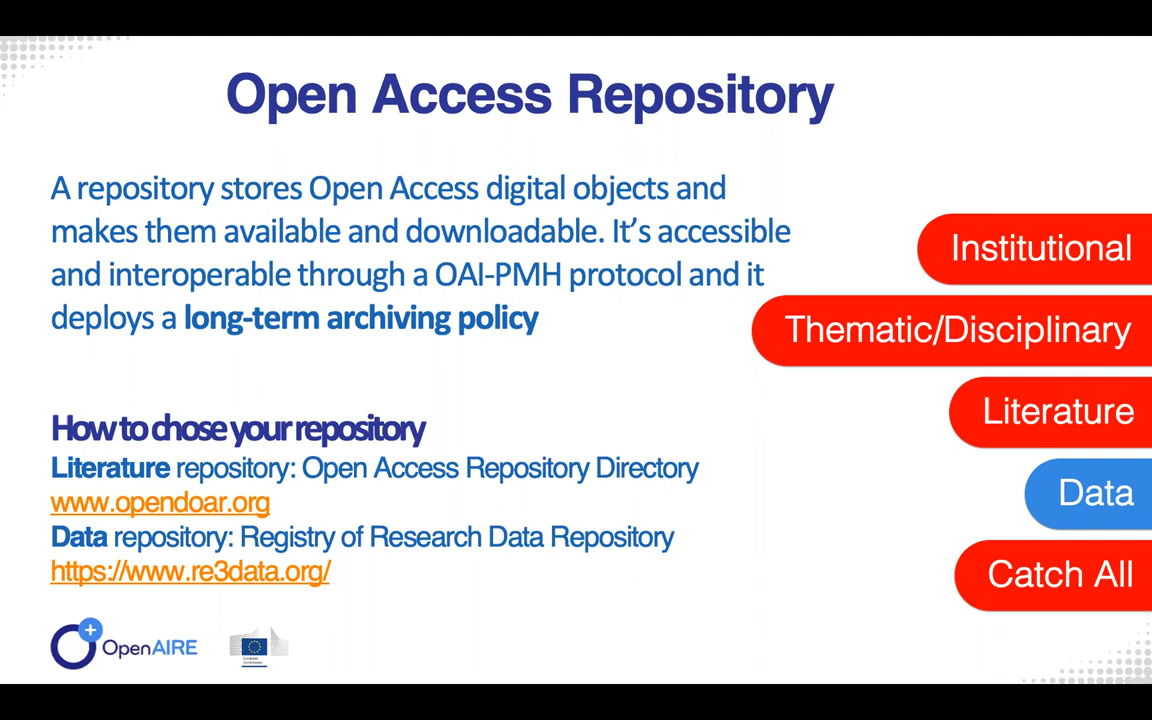 Open Access Repository
A repository stores Open Access digital objects and
makes them available and downloadable. It's accessible
and interoperable through a OAI-PMH protocol and it
deploys a long-term archiving policy
Institutional
Thematic/Disciplinary
Literature
Data
Catch All
How to chose your repository
Literature repository: Open Access Repository Directory
www.opendoar.org
Data repository: Registry of Research Data Repository
https://www.re3data.org/
OpenAIRE
European
Commission